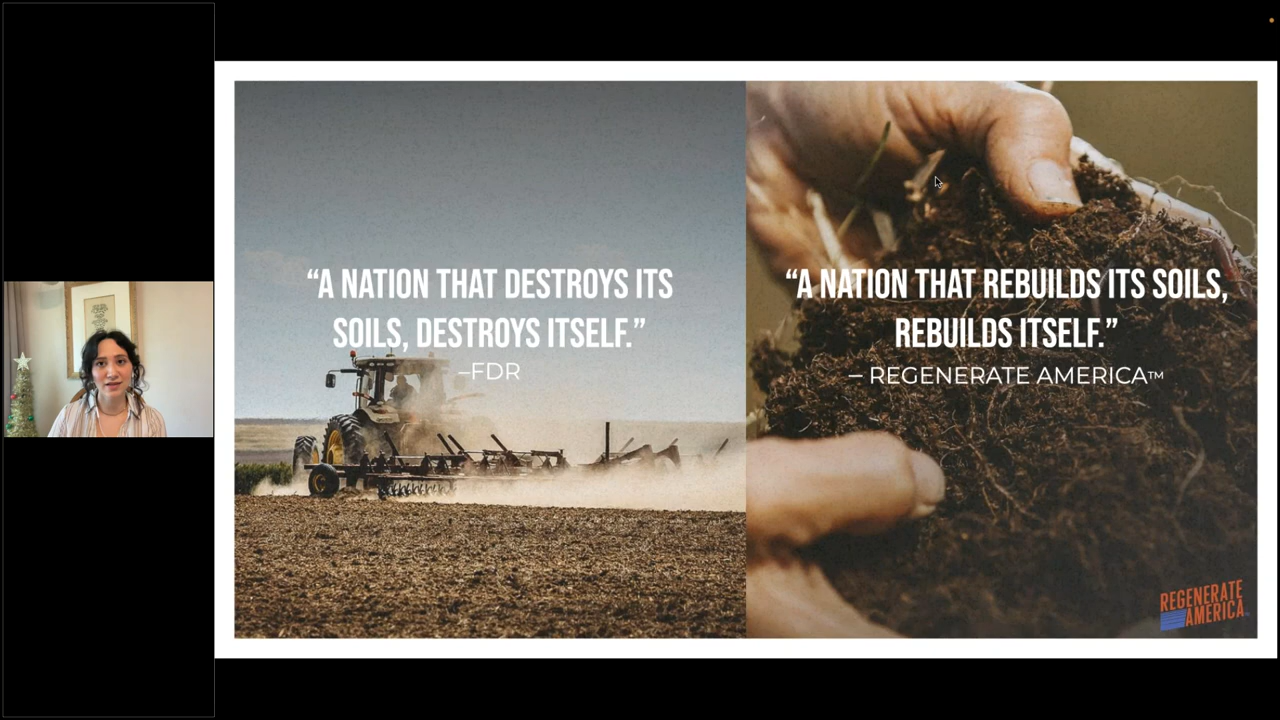 “A NATION THAT DESTROYS ITS
SOILS, DESTROYS ITSELF.”
–FDR
“A NATION THAT REBUILDS ITS SOILS,
REBUILDS ITSELF.”
– REGENERATE AMERICA™
REGENERATE
AMERICA